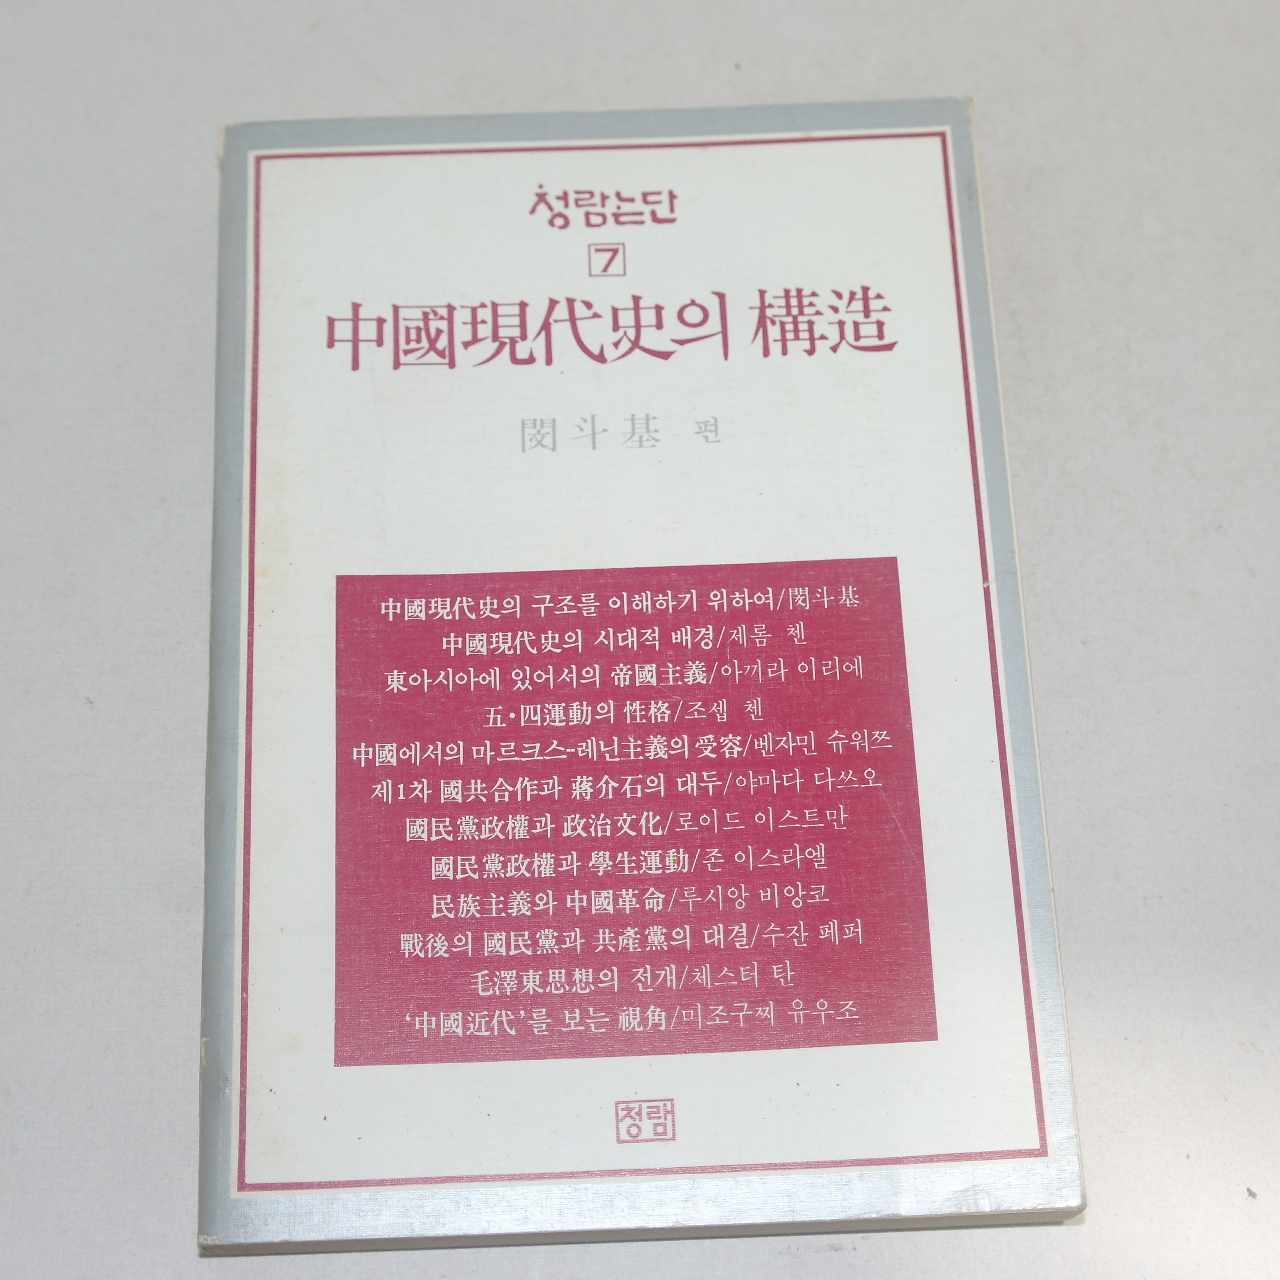 청람논단
7
中國現代史의 構造
閔斗基 편
中國現代史의 구조를 이해하기 위하여/閔斗基
中國現代史의 시대적 배경/제롬 첸
東아시아에 있어서의 帝國主義/아끼라 이리에
五·四運動의 性格/조셉 첸
中國에서의 마르크스-레닌主義의 受容/벤자민 슈워쯔
제1차 國共合作과 蔣介石의 대두/야마다 다쓰오
國民黨政權과 政治文化/로이드 이스트만
國民黨政權과 學生運動/존 이스라엘
民族主義와 中國革命/루시앙 비앙코
戰後의 國民黨과 共產黨의 대결/수잔 페퍼
毛澤東思想의 전개/체스터 탄
‘中國近代’를 보는 視角/미조구찌 유우조
청람